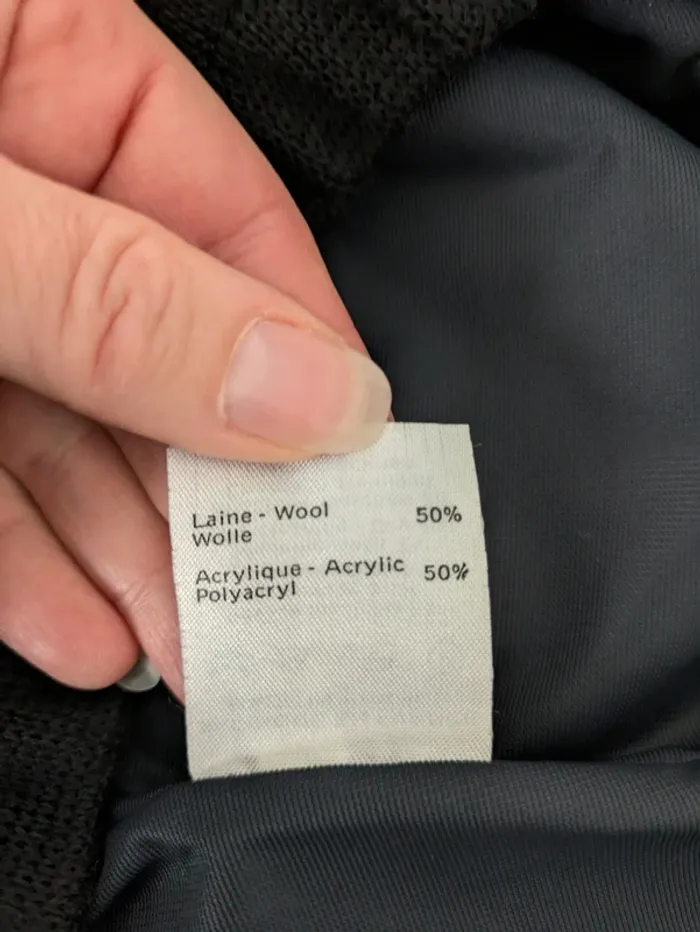 Laine - Wool 50%
Wolle
Acrylique - Acrylic 50%
Polyacryl